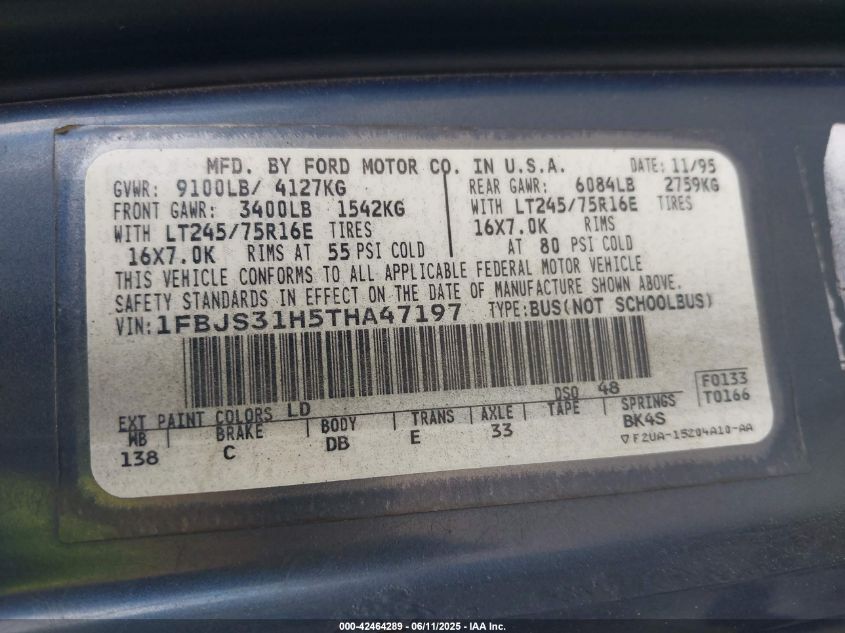 MFD. BY FORD MOTOR CO. IN U.S.A.
DATE: 11/95
GVWR: 9100LB/ 4127KG
FRONT GAWR: 3400LB 1542KG
WITH LT245/75R16E TIRES
16X7.0K RIMS AT 55 PSI COLD
REAR GAWR: 6084LB 2759KG
WITH LT245/75R16E TIRES
16X7.0K RIMS
AT 80 PSI COLD
THIS VEHICLE CONFORMS TO ALL APPLICABLE FEDERAL MOTOR VEHICLE
SAFETY STANDARDS IN EFFECT ON THE DATE OF MANUFACTURE SHOWN ABOVE.
VIN: 1FBJS31H5THA47197 TYPE: BUS(NOT SCHOOLBUS)
F0133
T0166
EXT PAINT COLORS LD DSO 48
WB BRAKE BODY TRANS AXLE TAPE SPRINGS
138 C DB E 33 BK4S
F2UA-15204A10-AA
000-42464289 - 06/11/2025 - IAA Inc.